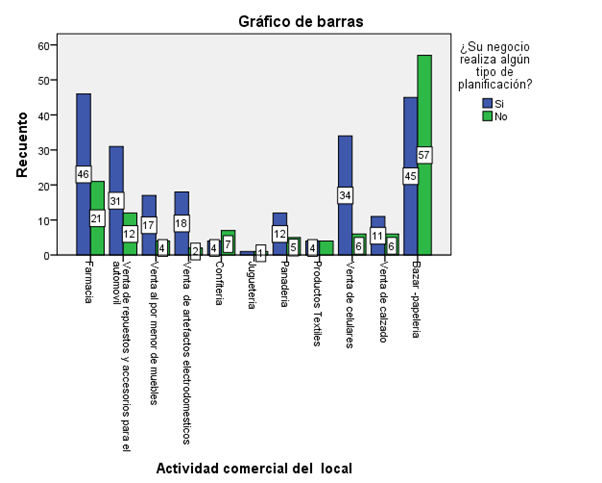 Gráfico de barras
¿Su negocio
realiza algún
tipo de
planificación?
Si
No
Recuento
60
50
40
30
20
10
0
46
21
31
12
17
4
18
2
4
7
1
12
5
4
34
6
11
6
45
57
Farmacia
Venta de repuestos y accesorios para el
automovil
Venta al por menor de muebles
Venta de artefactos electrodomesticos
Confiteria
Jugueteria
Panaderia
Productos Textiles
Venta de celulares
Venta de calzado
Bazar -papeleria
Actividad comercial del local